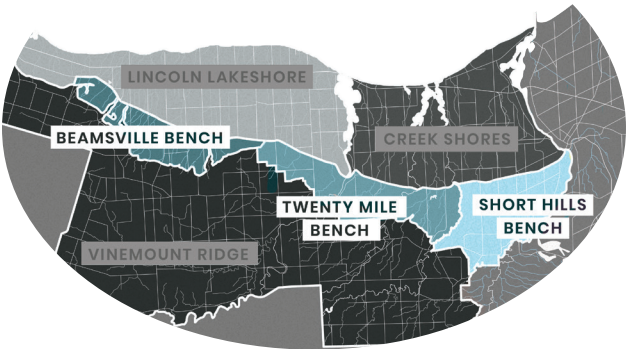 LINCOLN LAKESHORE
BEAMSVILLE BENCH
CREEK SHORES
TWENTY MILE
BENCH
SHORT HILLS
BENCH
VINEMOUNT RIDGE